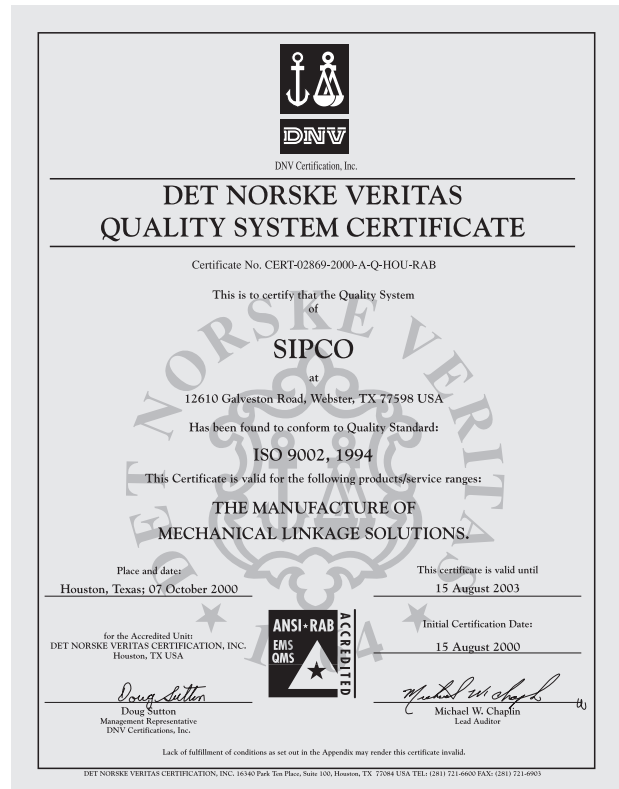 DNV
DNV Certification, Inc.
DET NORSKE VERITAS
QUALITY SYSTEM CERTIFICATE
Certificate No. CERT-02869-2000-A-Q-HOU-RAB
This is to certify that the Quality System
of
SIPCO
at
12610 Galveston Road, Webster, TX 77598 USA
Has been found to conform to Quality Standard:
ISO 9002, 1994
This Certificate is valid for the following products/service ranges:
THE MANUFACTURE OF
MECHANICAL LINKAGE SOLUTIONS.
Place and date:
Houston, Texas; 07 October 2000
This certificate is valid until
15 August 2003
for the Accredited Unit:
DET NORSKE VERITAS CERTIFICATION, INC.
Houston, TX USA
ANSI★RAB
EMS
QMS
ACCREDITED
Initial Certification Date:
15 August 2000
Doug Sutton
Doug Sutton
Management Representative
DNV Certifications, Inc.
Michael W. Chaplin
Lead Auditor
Lack of fulfillment of conditions as set out in the Appendix may render this certificate invalid.
DET NORSKE VERITAS CERTIFICATION, INC. 16340 Park Ten Place, Suite 100, Houston, TX 77084 USA TEL: (281) 721-6600 FAX: (281) 721-6903
DET NORSKE VERITAS